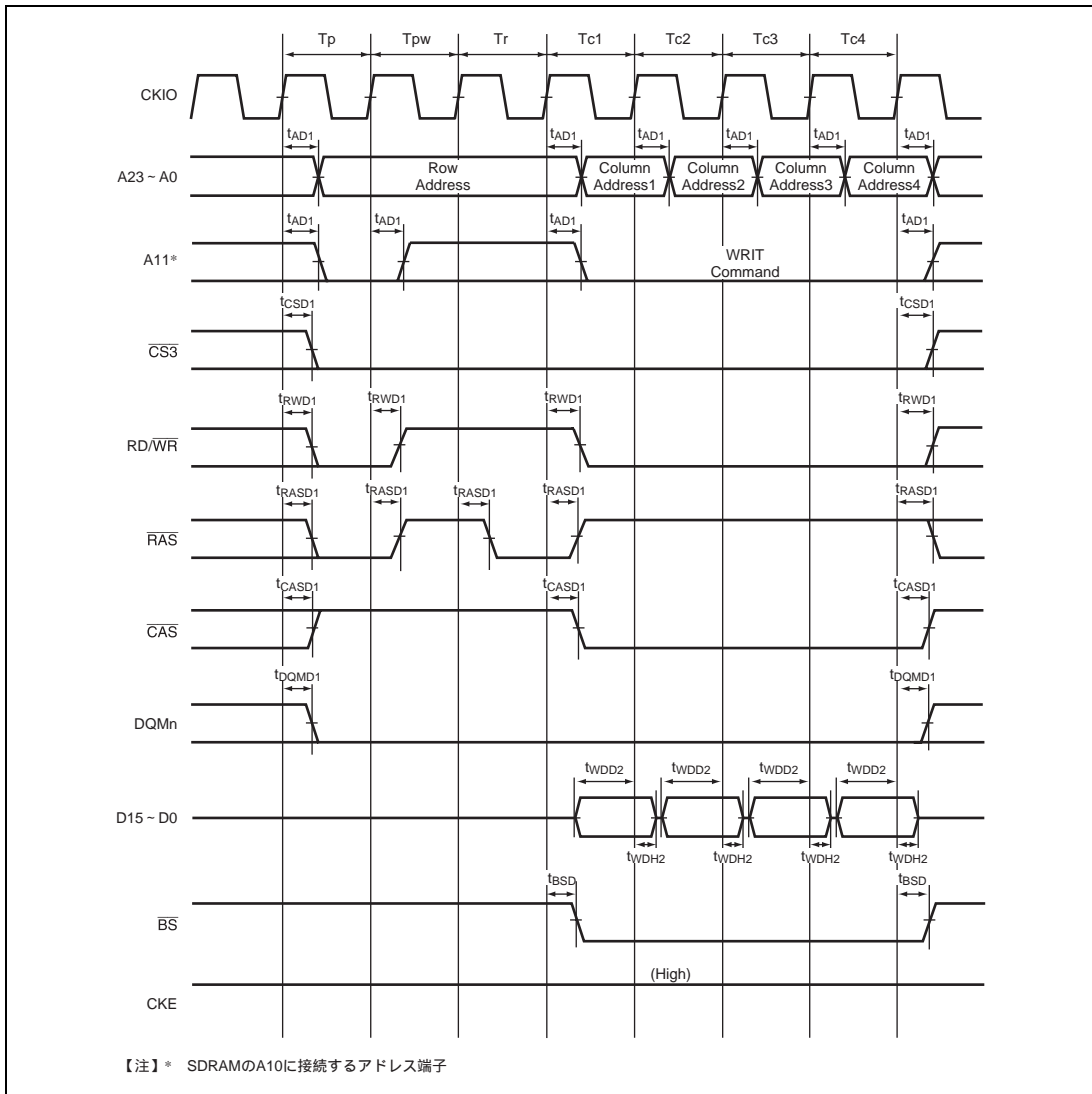 Tp Tpw Tr Tc1 Tc2 Tc3 Tc4
CKIO
tAD1 tAD1 tAD1 tAD1 tAD1 tAD1
A23 ~ A0
Row Address
Column Address1
Column Address2
Column Address3
Column Address4
tAD1 tAD1 tAD1 tAD1
A11*
WRIT
Command
tCSD1 tCSD1
CS3
tRWD1 tRWD1 tRWD1 tRWD1
RD/WR
tRASD1 tRASD1 tRASD1 tRASD1 tRASD1
RAS
tCASD1 tCASD1 tCASD1
CAS
tDQMD1 tDQMD1
DQMn
tWDD2 tWDD2 tWDD2 tWDD2
D15 ~ D0
tWDH2 tWDH2 tWDH2 tWDH2
tBSD tBSD
BS
(High)
CKE
【注】* SDRAMのA10に接続するアドレス端子